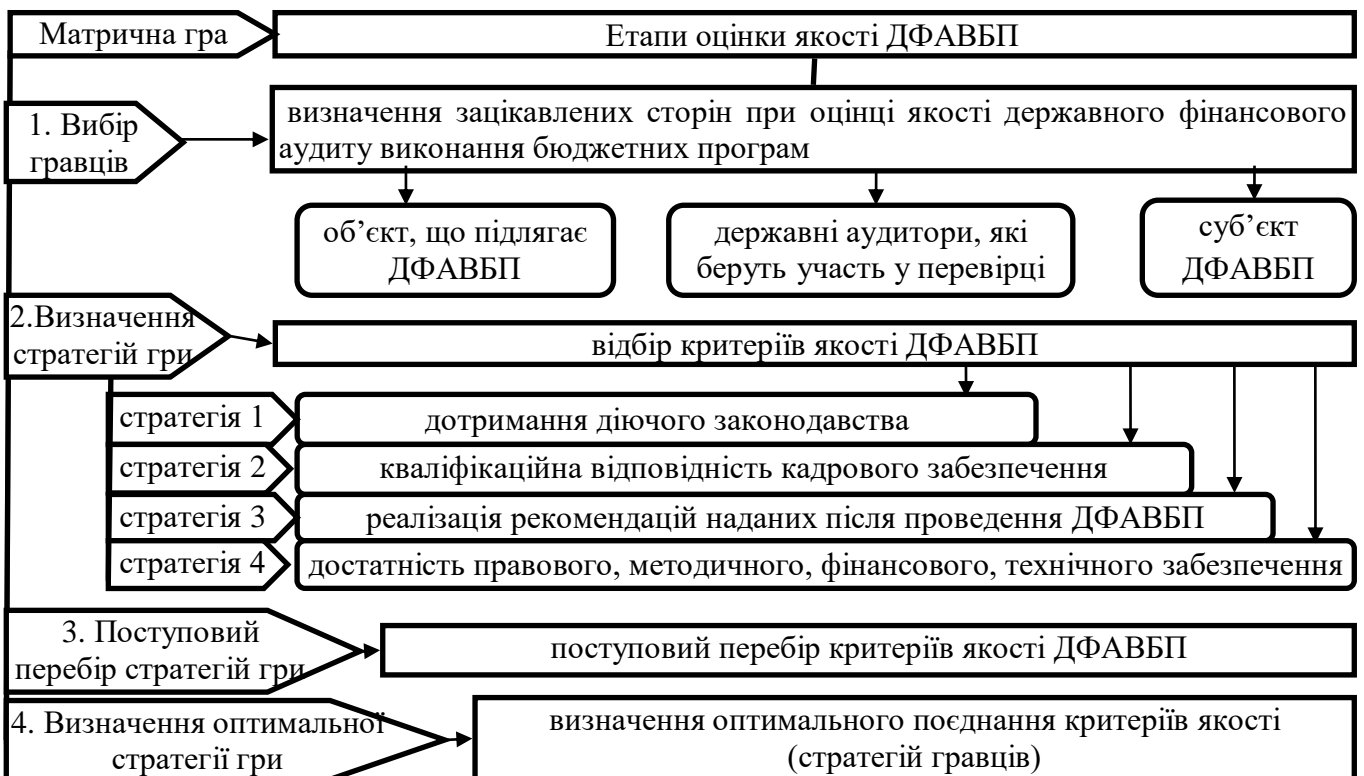 Матрична гра
Етапи оцінки якості ДФАВБП
1. Вибір
гравців
визначення зацікавлених сторін при оцінці якості державного фінансового
аудиту виконання бюджетних програм
об’єкт, що підлягає
ДФАВБП
державні аудитори, які
беруть участь у перевірці
суб’єкт
ДФАВБП
2.Визначення
стратегій гри
відбір критеріїв якості ДФАВБП
стратегія 1
дотримання діючого законодавства
стратегія 2
кваліфікаційна відповідність кадрового забезпечення
стратегія 3
реалізація рекомендацій наданих після проведення ДФАВБП
стратегія 4
достатність правового, методичного, фінансового, технічного забезпечення
3. Поступовий
перебір стратегій гри
поступовий перебір критеріїв якості ДФАВБП
4. Визначення оптимальної
стратегії гри
визначення оптимального поєднання критеріїв якості
(стратегій гравців)